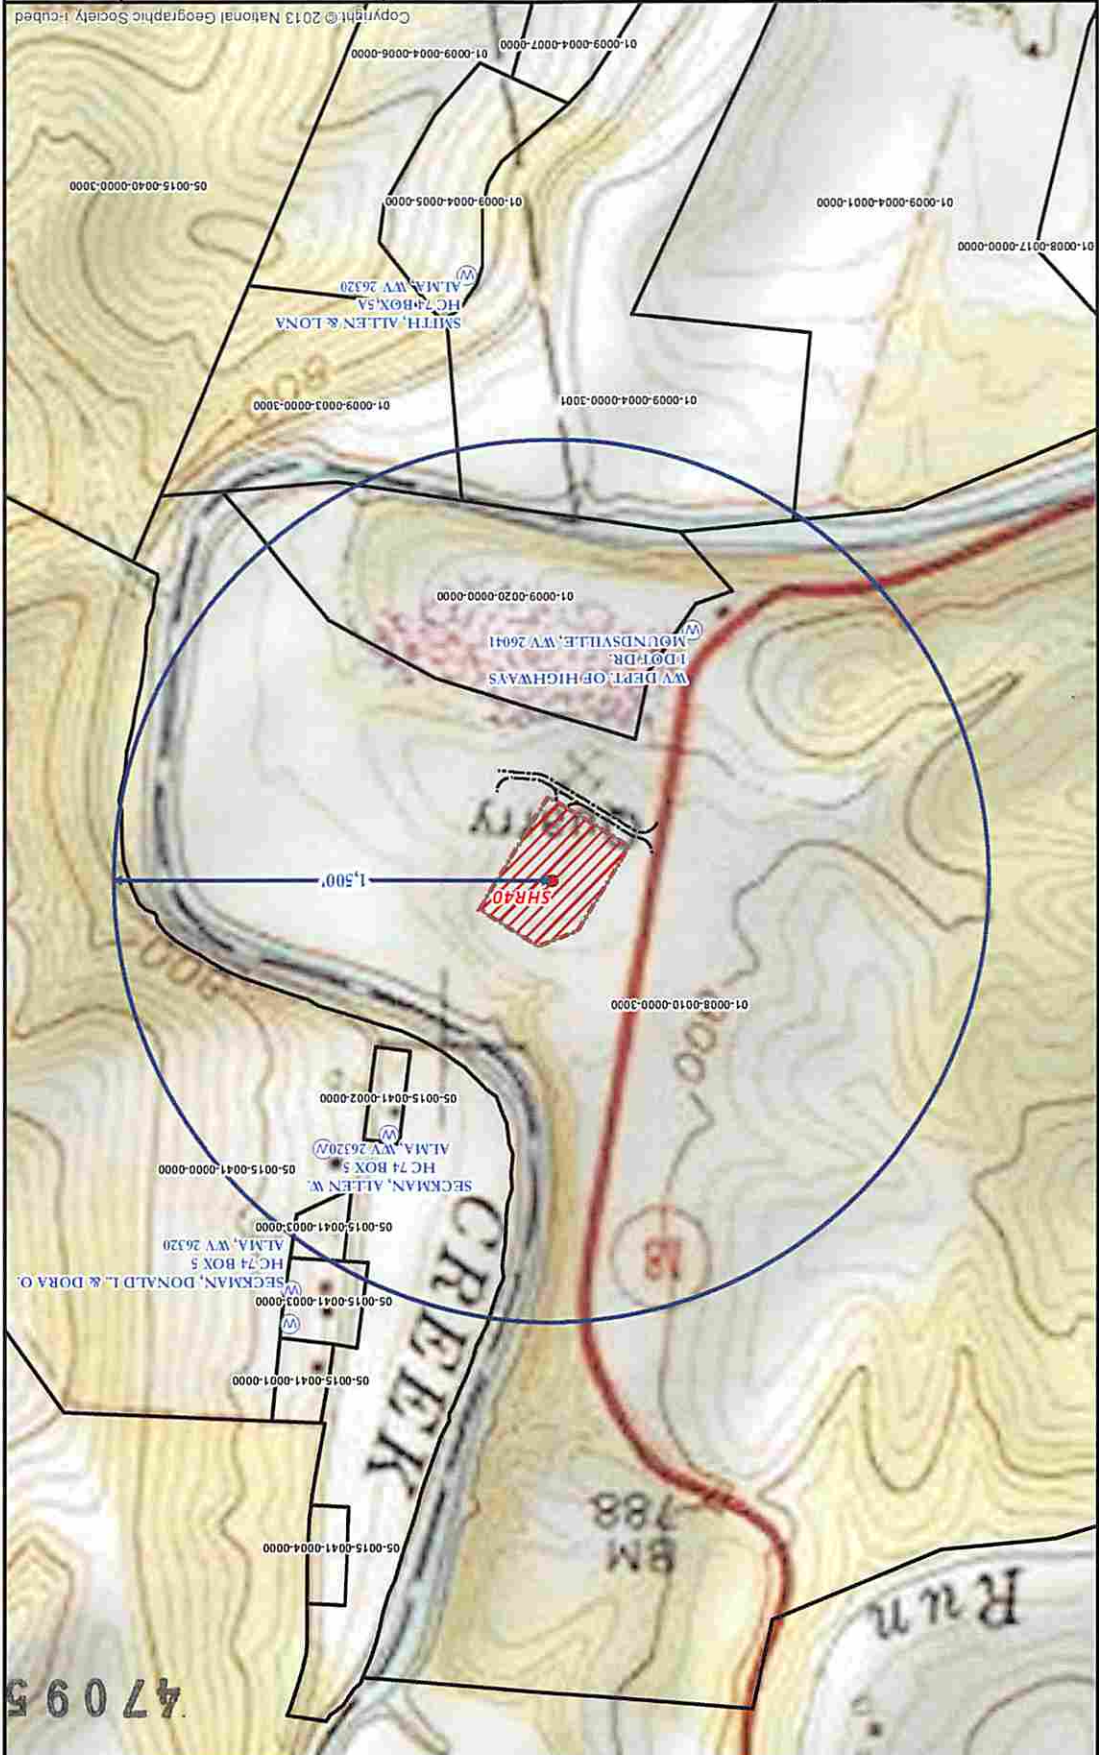 47095
Run
BM
788
05-0015-0041-0004-0000
CREEK
05-0015-0041-0001-0000
05-0015-0041-0003-0000
W
W
SECKMAN, DONALD L. & DORA O.
HC 74 BOX 5
ALMA, WV 26320
18
05-0015-0041-0003-0000
SECKMAN, ALLEN W.
HC 74 BOX 5
ALMA, WV 26320
W
W
05-0015-0041-0000-0000
05-0015-0041-0002-0000
800
01-0008-0010-0000-3000
800
SHR40
1,500'
Quarry
WV DEPT. OF HIGHWAYS
1 DOT DR.
MOUNDSVILLE, WV 26041
W
01-0009-0020-0000-0000
01-0009-0003-0000-3000
01-0009-0004-0000-3001
800
SMITH, ALLEN & LONA
HC 74 BOX 5A
ALMA, WV 26320
W
01-0008-0017-0000-0000
01-0009-0004-0001-0000
01-0009-0004-0005-0000
05-0015-0040-0000-3000
01-0009-0004-0006-0000
01-0009-0004-0007-0000
Copyright:© 2013 National Geographic Society, i-cubed